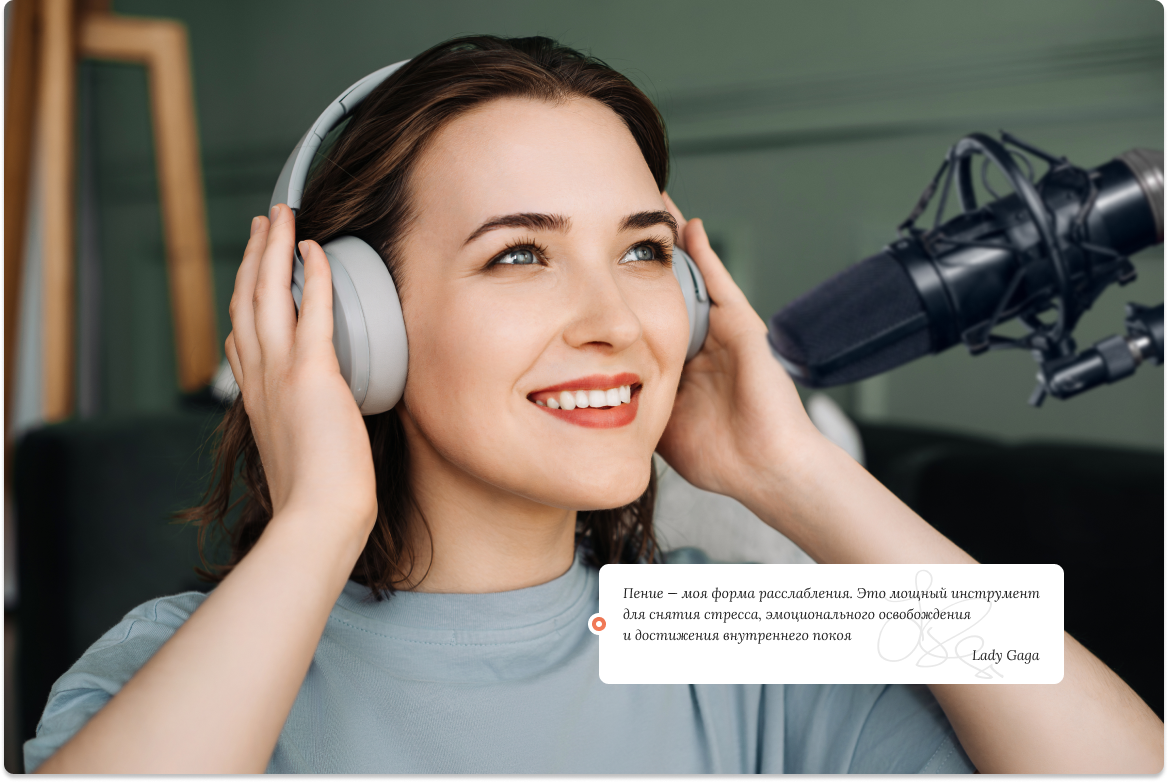 Пение — моя форма расслабления. Это мощный инструмент
для снятия стресса, эмоционального освобождения
и достижения внутреннего покоя
Lady Gaga